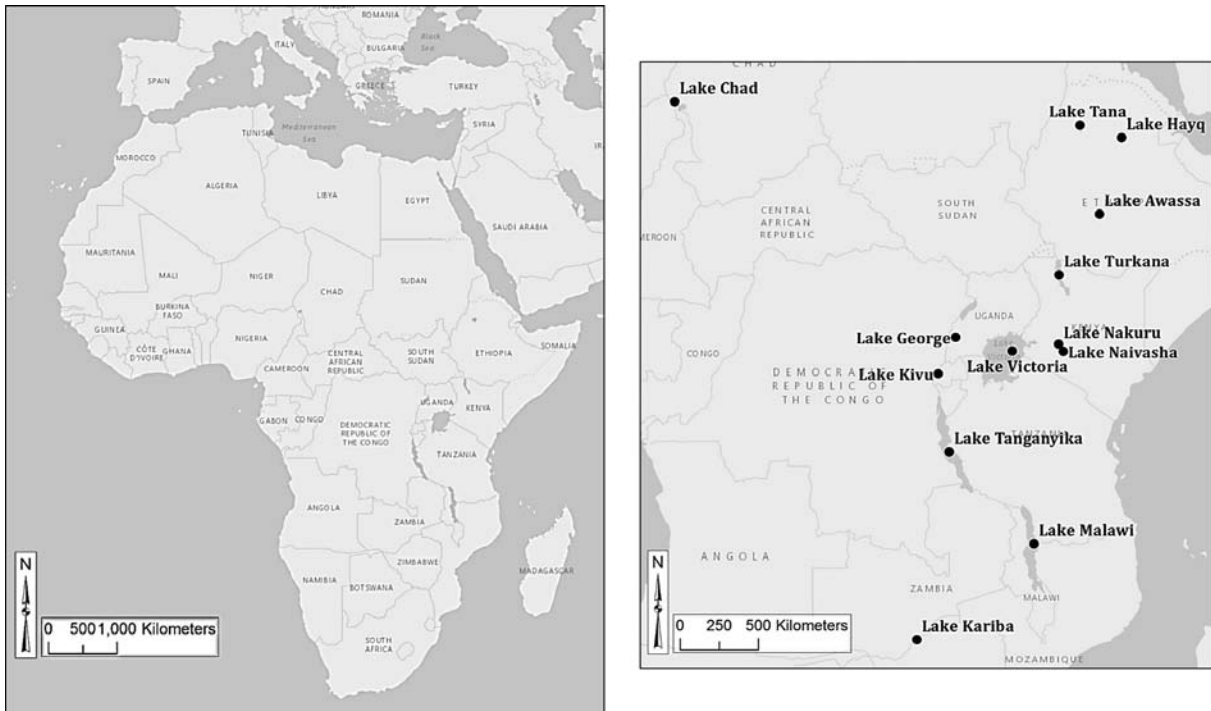 ROMANIA
ITALY
Black
Sea
BULGARIA
SPAIN
GREECE
TURKEY
TUNISIA
Mediterranean
Sea
SYRIA
MOROCCO
ALGERIA
LIBYA
EGYPT
SAUDI ARABIA
MAURITANIA
MALI
NIGER
CHAD
SUDAN
BURKINA
FASO
GUINEA
CÔTE
D'IVOIRE
GHANA
NIGERIA
CAMEROON
CENTRAL
AFRICAN
REPUBLIC
SOUTH
SUDAN
ETHIOPIA
SOMALIA
GABON
CONGO
UGANDA
KENYA
DEMOCRATIC
REPUBLIC OF
THE CONGO
TANZANIA
ANGOLA
ZAMBIA
ZIMBABWE
NAMIBIA
BOTSWANA
MADAGASCAR
SOUTH
AFRICA
N
0 500 1,000 Kilometers
CHAD
Lake Chad
Lake Tana
Lake Hayq
Lake Awassa
CENTRAL
AFRICAN
REPUBLIC
SOUTH
SUDAN
MEROON
Lake Turkana
UGANDA
Lake George
Lake Nakuru
Lake Naivasha
Lake Victoria
CONGO
Lake Kivu
DEMOCRATIC
REPUBLIC OF
THE CONGO
Lake Tanganyika
TANZANIA
Lake Malawi
ANGOLA
ZAMBIA
MALAWI
Lake Kariba
MOZAMBIQUE
N
0 250 500 Kilometers